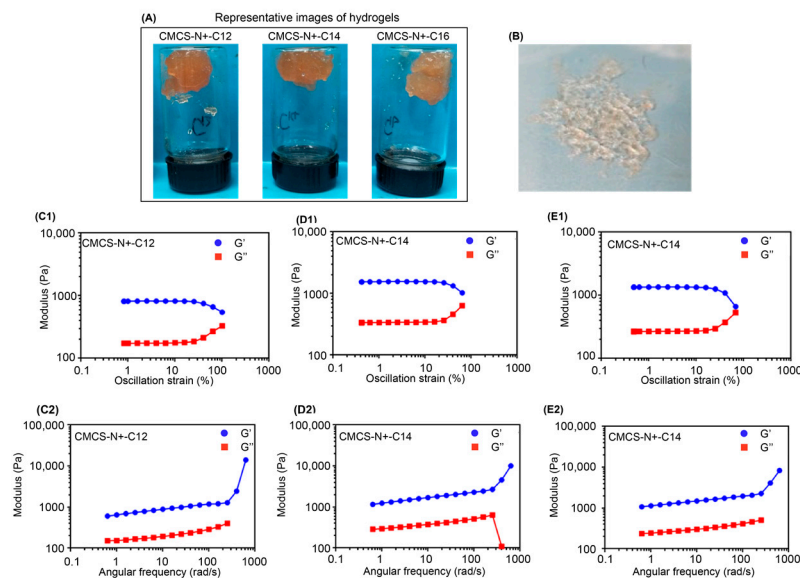 (A) Representative images of hydrogels
CMCS-N+-C12 CMCS-N+-C14 CMCS-N+-C16
(B)
(C1)
10,000
CMCS-N+-C12
G'
G''
1000
100
0.1 1 10 100 1000
Oscillation strain (%)
Modulus (Pa)
(D1)
10,000
CMCS-N+-C14
G'
G''
1000
100
0.1 1 10 100 1000
Oscillation strain (%)
Modulus (Pa)
(E1)
10,000
CMCS-N+-C14
G'
G''
1000
100
0.1 1 10 100 1000
Oscillation strain (%)
Modulus (Pa)
(C2)
100,000
CMCS-N+-C12
G'
G''
10,000
1000
100
0.1 1 10 100 1000
Angular frequency (rad/s)
Modulus (Pa)
(D2)
100,000
CMCS-N+-C14
G'
G''
10,000
1000
100
0.1 1 10 100 1000
Angular frequency (rad/s)
Modulus (Pa)
(E2)
100,000
CMCS-N+-C14
G'
G''
10,000
1000
100
0.1 1 10 100 1000
Angular frequency (rad/s)
Modulus (Pa)